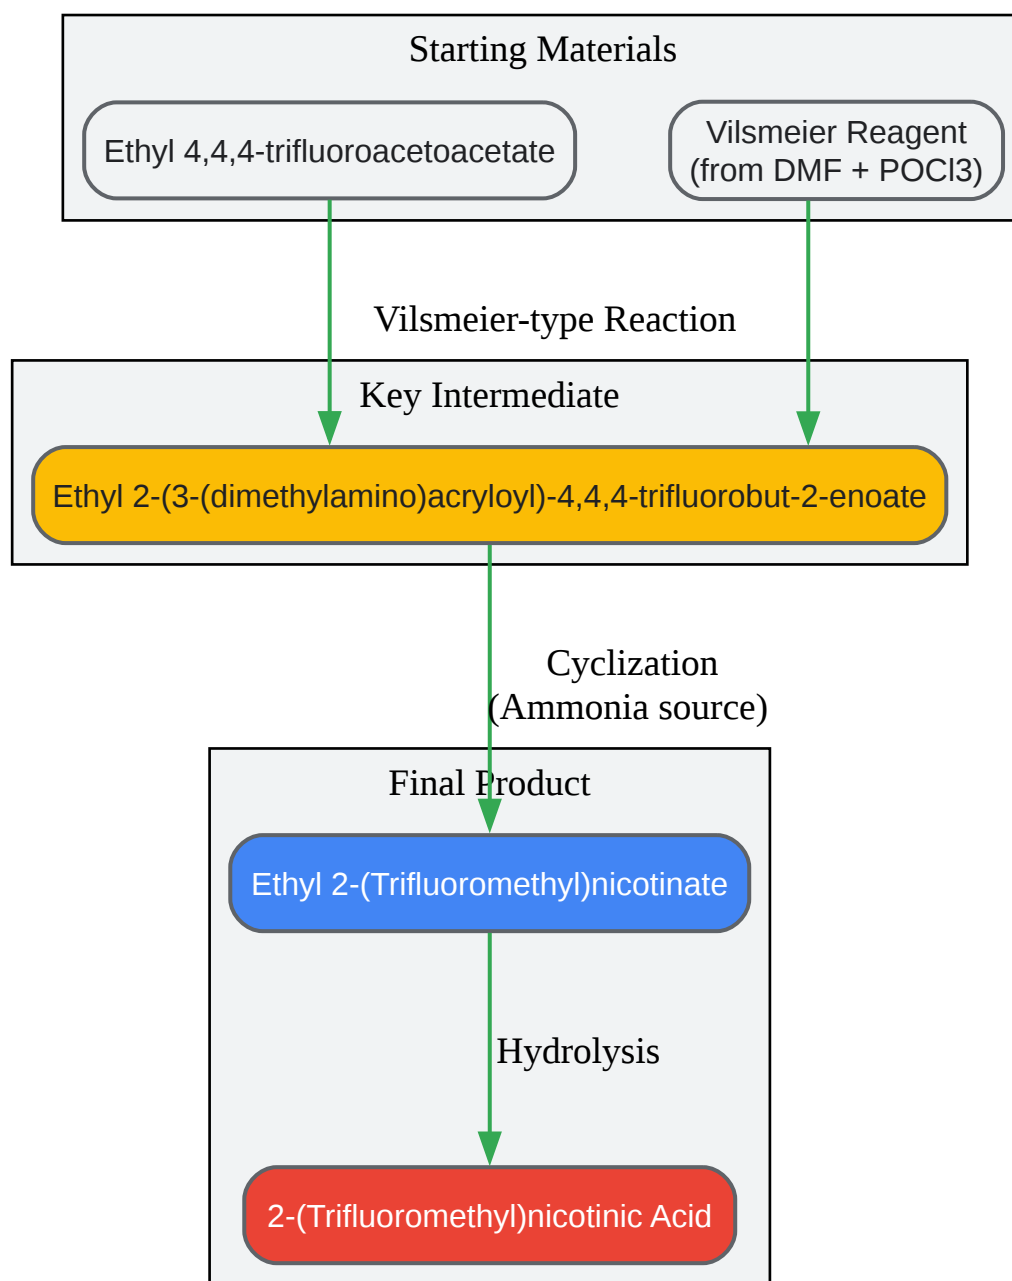 Starting Materials
Ethyl 4,4,4-trifluoroacetoacetate
Vilsmeier Reagent
(from DMF + POCl3)
Vilsmeier-type Reaction
Key Intermediate
Ethyl 2-(3-(dimethylamino)acryloyl)-4,4,4-trifluorobut-2-enoate
Cyclization
(Ammonia source)
Final Product
Ethyl 2-(Trifluoromethyl)nicotinate
Hydrolysis
2-(Trifluoromethyl)nicotinic Acid